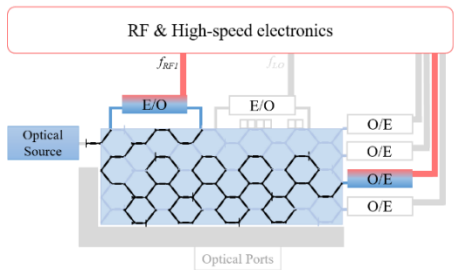 RF & High-speed electronics
fRF1
fLO
E/O
E/O
Optical
Source
O/E
O/E
O/E
O/E
Optical Ports